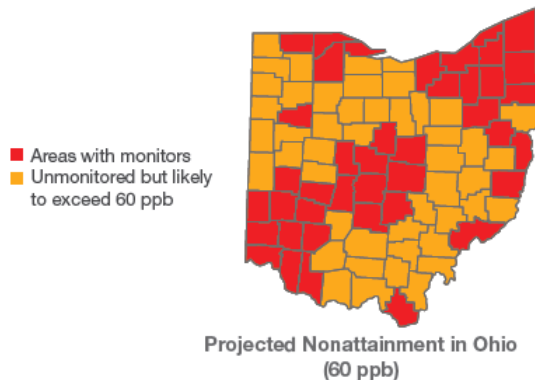 Areas with monitors
Unmonitored but likely
to exceed 60 ppb
Projected Nonattainment in Ohio
(60 ppb)